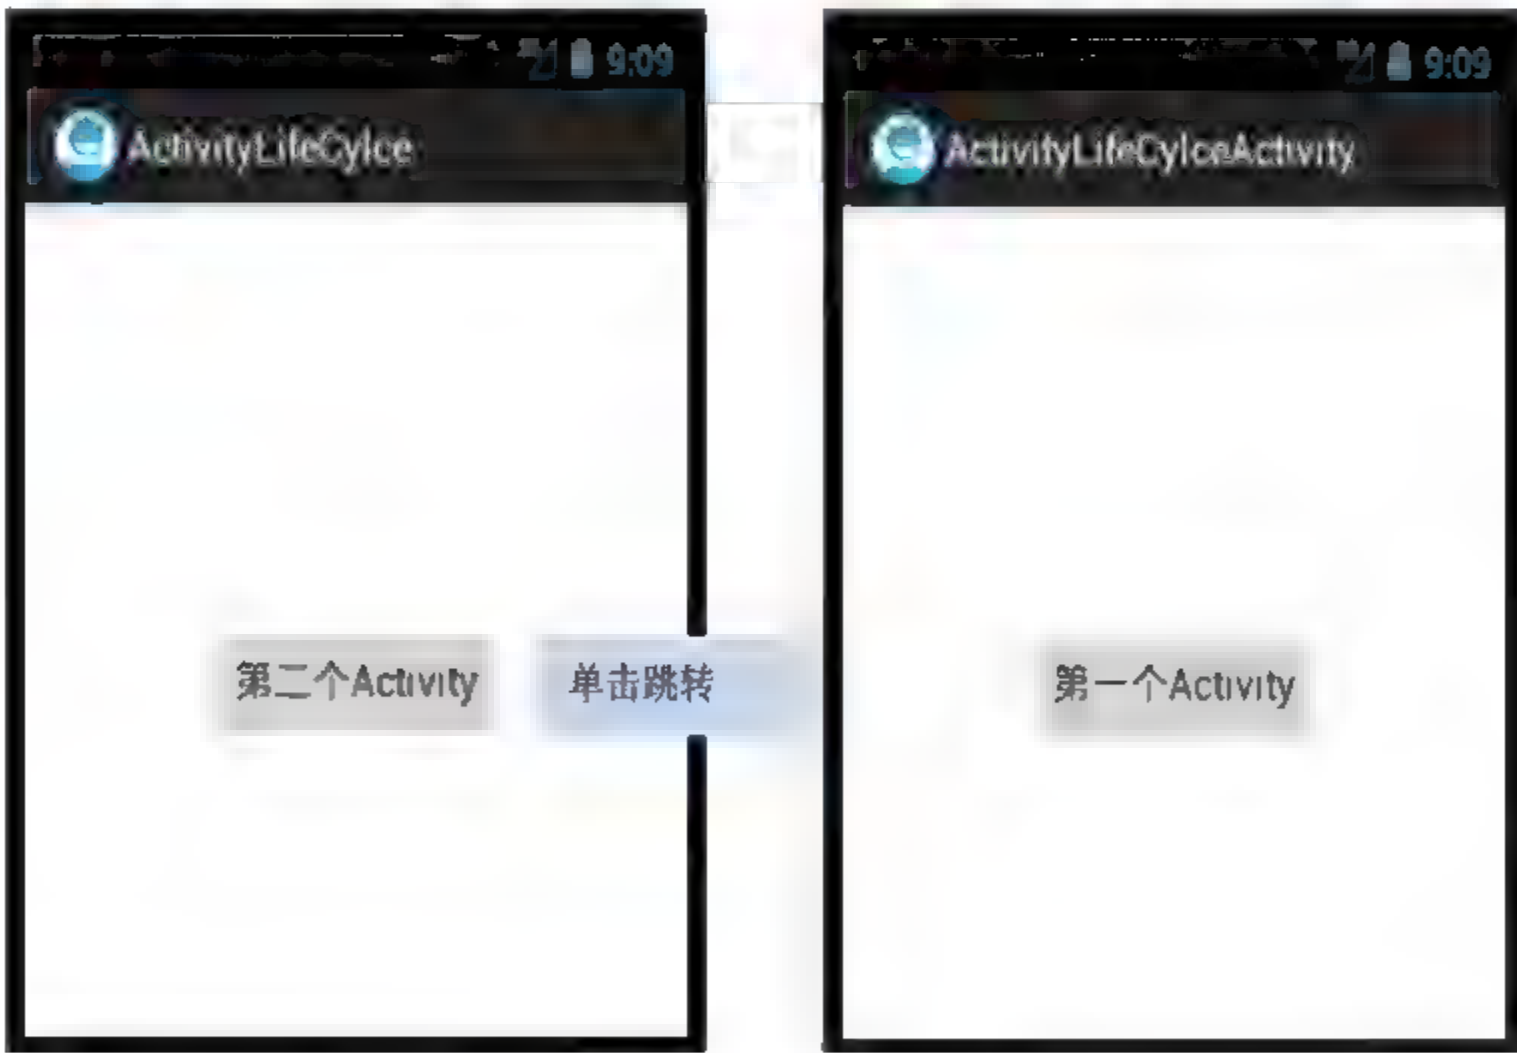 9:09
ActivityLifeCylce
第二个Activity
单击跳转
9:09
ActivityLifeCylceActivity
第一个Activity